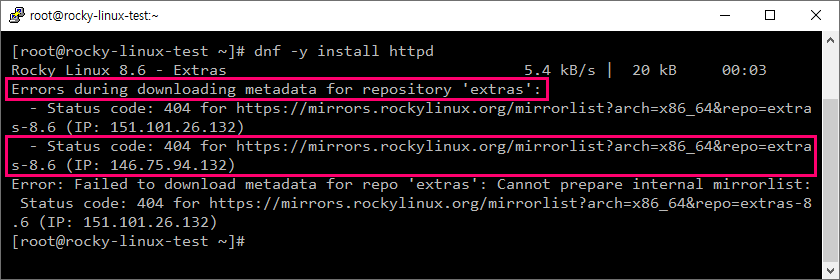 root@rocky-linux-test:~
[root@rocky-linux-test ~]# dnf -y install httpd
Rocky Linux 8.6 - Extras                        5.4 kB/s |  20 kB     00:03
Errors during downloading metadata for repository 'extras':
  - Status code: 404 for https://mirrors.rockylinux.org/mirrorlist?arch=x86_64&repo=extra
s-8.6 (IP: 151.101.26.132)
  - Status code: 404 for https://mirrors.rockylinux.org/mirrorlist?arch=x86_64&repo=extra
s-8.6 (IP: 146.75.94.132)
Error: Failed to download metadata for repo 'extras': Cannot prepare internal mirrorlist:
 Status code: 404 for https://mirrors.rockylinux.org/mirrorlist?arch=x86_64&repo=extras-8
.6 (IP: 151.101.26.132)
[root@rocky-linux-test ~]#